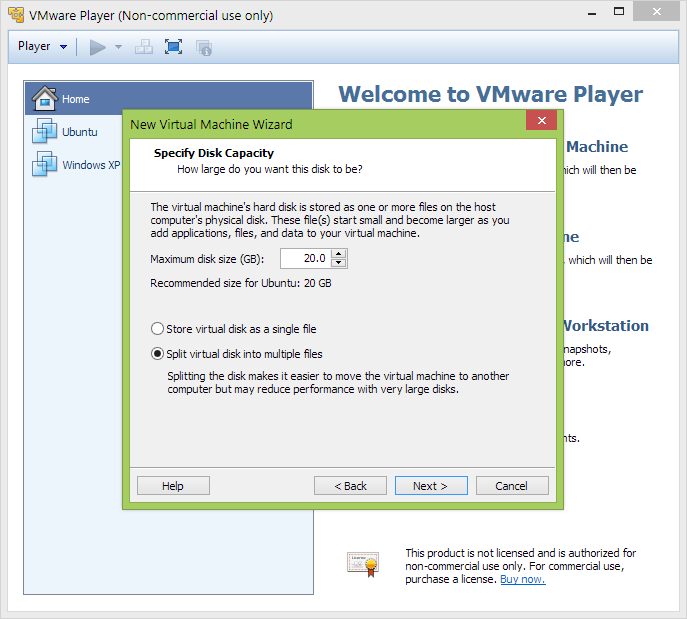 VMware Player (Non-commercial use only)
Player
Home
Ubuntu
Windows XP
Welcome to VMware Player
Machine
which will then be
which will then be
Workstation
ore.
New Virtual Machine Wizard
Specify Disk Capacity
How large do you want this disk to be?
The virtual machine's hard disk is stored as one or more files on the host
computer's physical disk. These file(s) start small and become larger as you
add applications, files, and data to your virtual machine.
Maximum disk size (GB): 20.0
Recommended size for Ubuntu: 20 GB
Store virtual disk as a single file
Split virtual disk into multiple files
Splitting the disk makes it easier to move the virtual machine to another
computer but may reduce performance with very large disks.
Help < Back Next > Cancel
This product is not licensed and is authorized for
non-commercial use only. For commercial use,
purchase a license. Buy now.